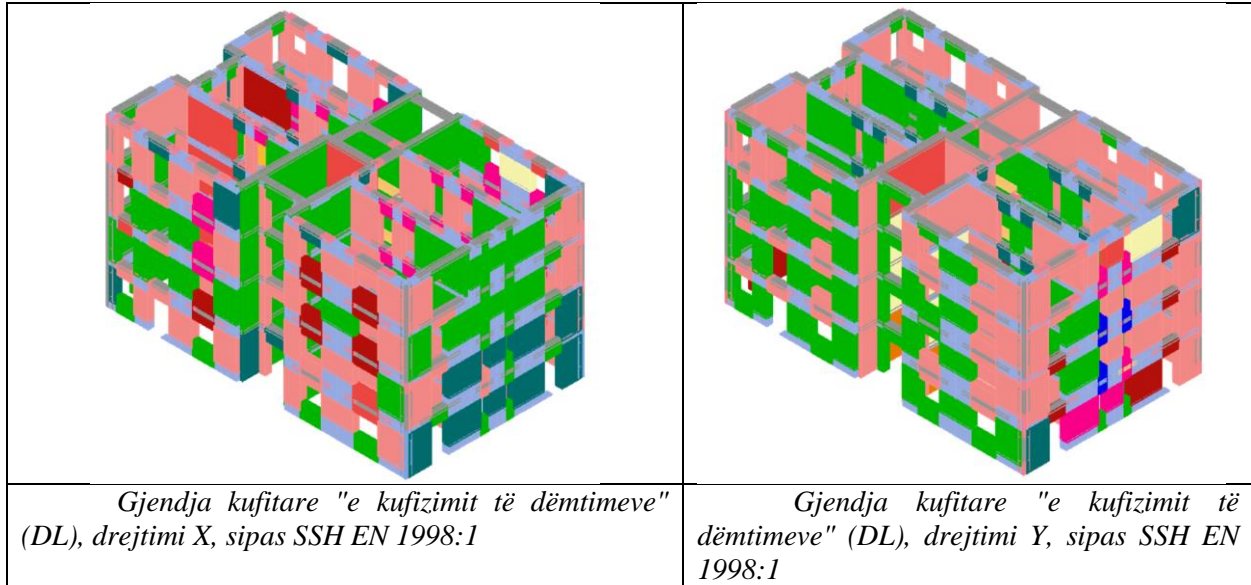 Gjendja kufitare "e kufizimit të dëmtimeve"
(DL), drejtimi X, sipas SSH EN 1998:1
Gjendja kufitare "e kufizimit të
dëmtimeve" (DL), drejtimi Y, sipas SSH EN
1998:1